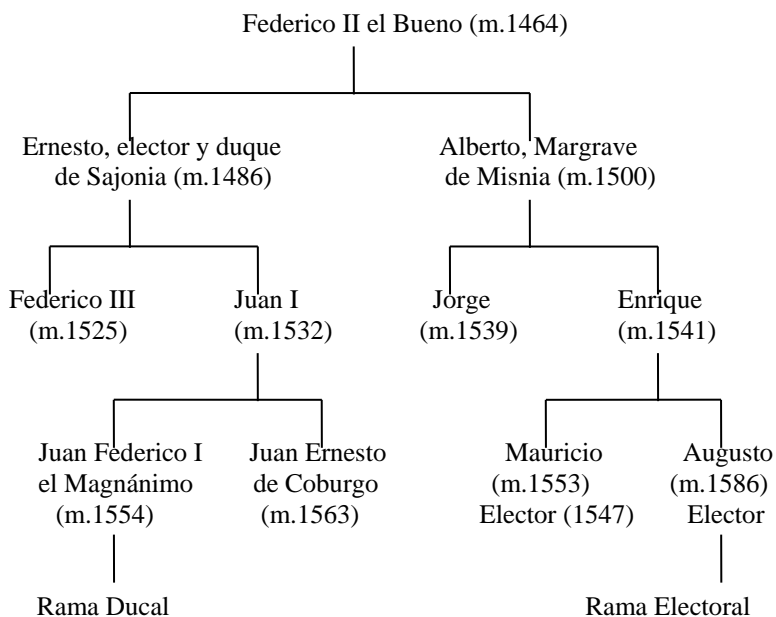 Federico II el Bueno (m.1464)
Ernesto, elector y duque
de Sajonia (m.1486)
Alberto, Margrave
de Misnia (m.1500)
Federico III
(m.1525)
Juan I
(m.1532)
Jorge
(m.1539)
Enrique
(m.1541)
Juan Federico I
el Magnánimo
(m.1554)
Juan Ernesto
de Coburgo
(m.1563)
Mauricio
(m.1553)
Elector (1547)
Augusto
(m.1586)
Elector
Rama Ducal
Rama Electoral